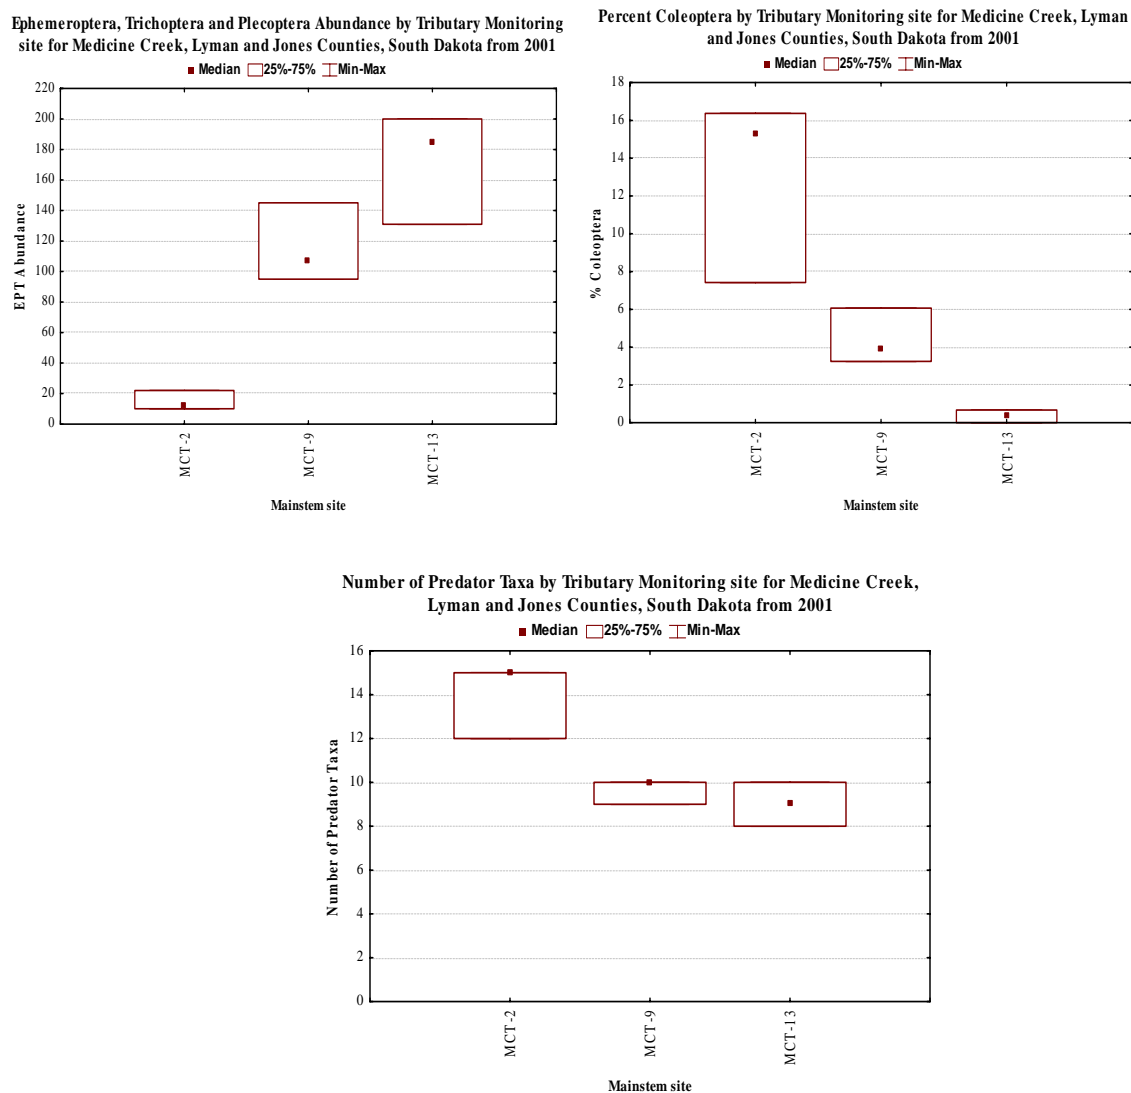 Ephemeroptera, Trichoptera and Plecoptera Abundance by Tributary Monitoring
site for Medicine Creek, Lyman and Jones Counties, South Dakota from 2001
Median 25%-75% Min-Max
220
200
180
160
140
120
100
80
60
40
20
0
EPT Abundance
MCT-2
MCT-9
MCT-13
Mainstem site
Percent Coleoptera by Tributary Monitoring site for Medicine Creek, Lyman
and Jones Counties, South Dakota from 2001
Median 25%-75% Min-Max
18
16
14
12
10
8
6
4
2
0
% Coleoptera
MCT-2
MCT-9
MCT-13
Mainstem site
Number of Predator Taxa by Tributary Monitoring site for Medicine Creek,
Lyman and Jones Counties, South Dakota from 2001
Median 25%-75% Min-Max
16
14
12
10
8
6
4
2
0
Number of Predator Taxa
MCT-2
MCT-9
MCT-13
Mainstem site